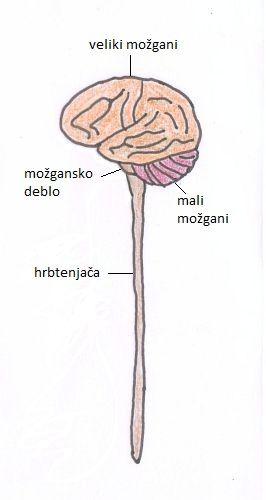 veliki možgani
možgansko
deblo
mali
možgani
hrbtenjača